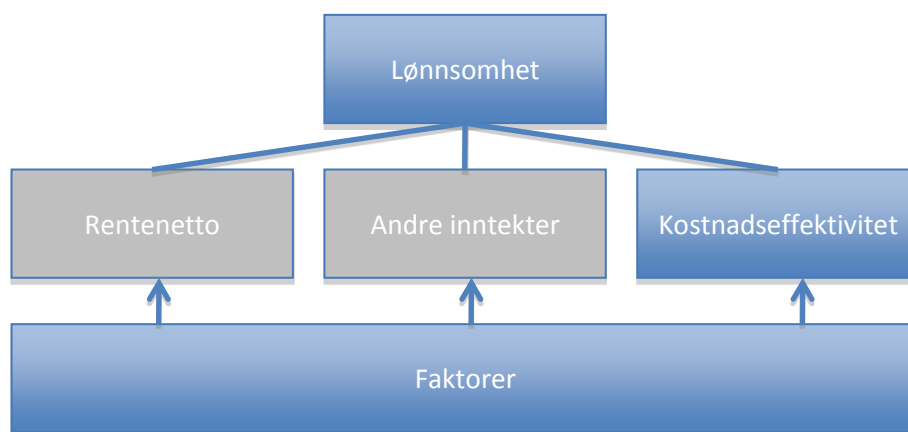 Lønnsomhet
Rentenetto
Andre inntekter
Kostnadseffektivitet
Faktorer